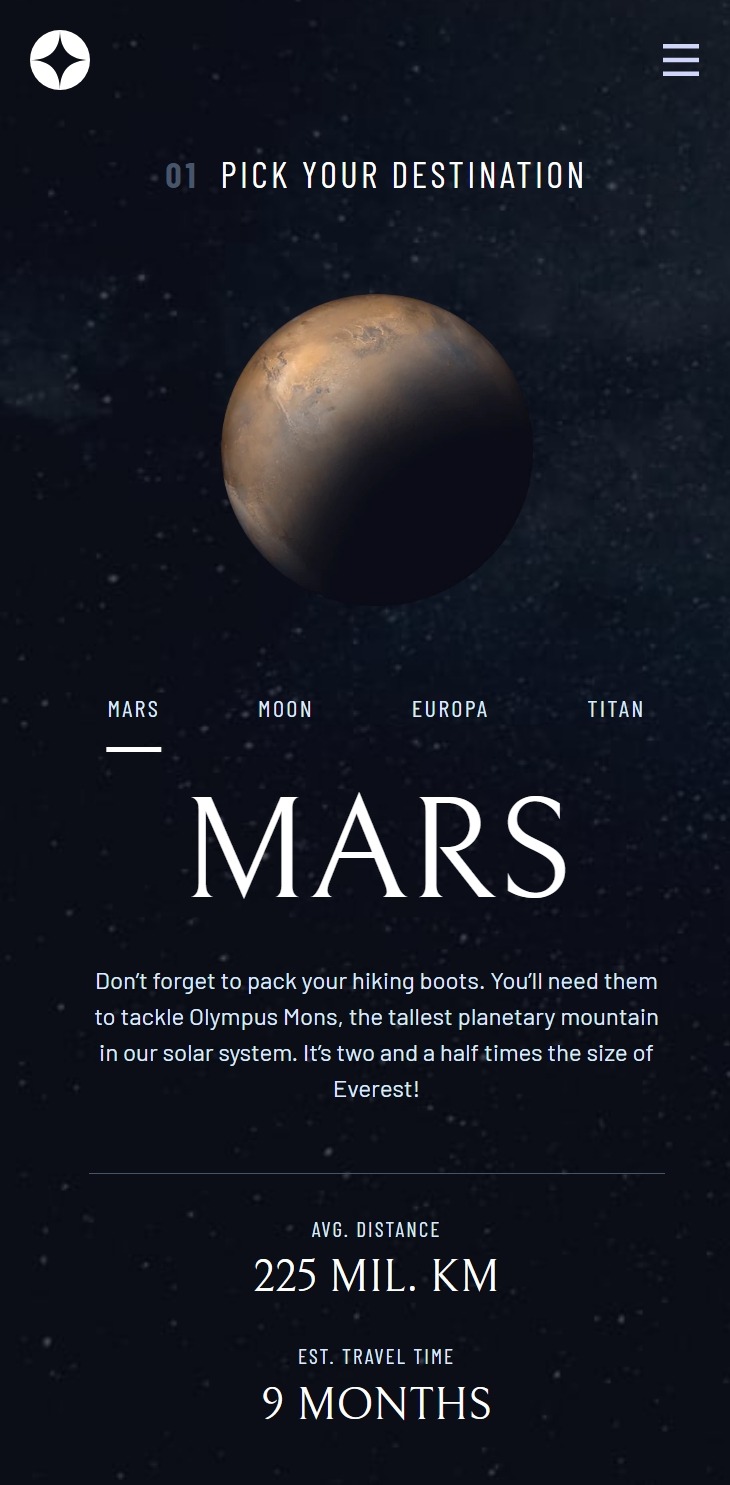 01 PICK YOUR DESTINATION
MARS MOON EUROPA TITAN
MARS
Don’t forget to pack your hiking boots. You’ll need them
to tackle Olympus Mons, the tallest planetary mountain
in our solar system. It’s two and a half times the size of
Everest!
AVG. DISTANCE
225 MIL. KM
EST. TRAVEL TIME
9 MONTHS